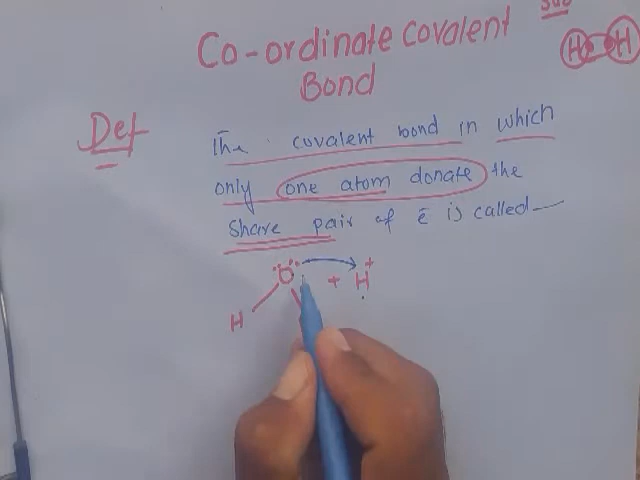 Co-ordinate Covalent
Bond
H H
Def
The covalent bond in which
only one atom donate the
share pair of ē is called
O + H+
H